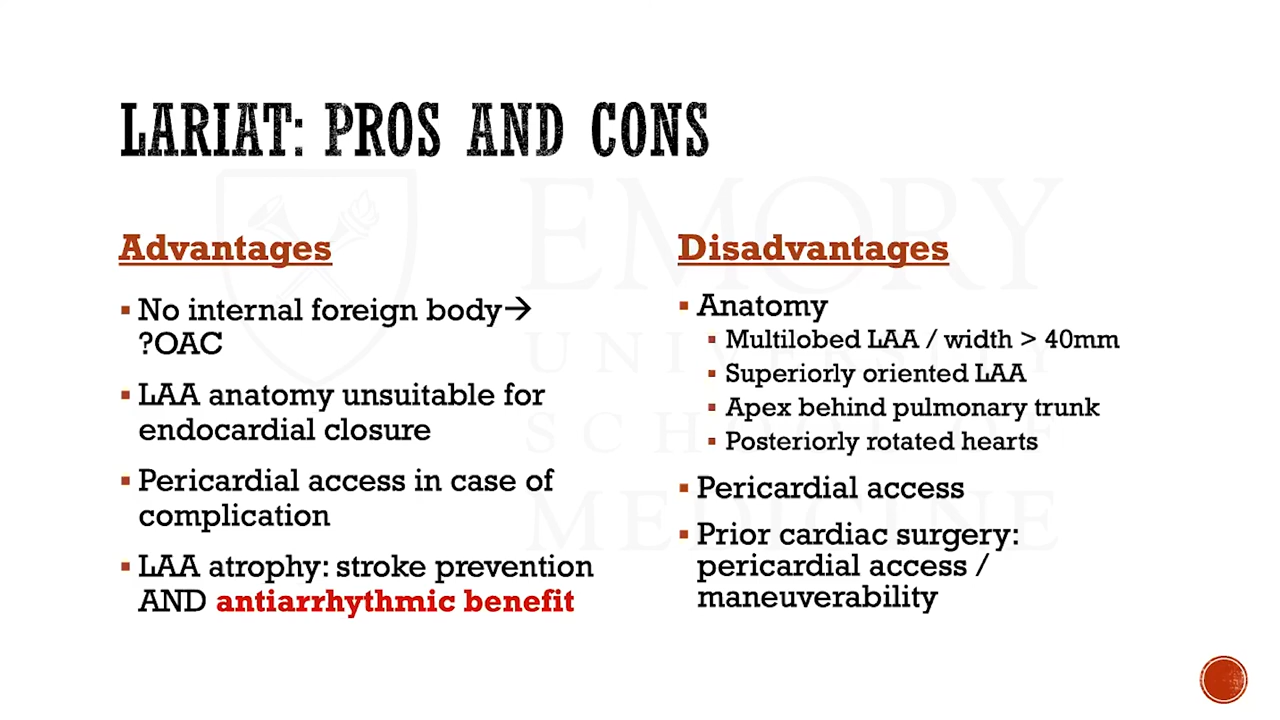 LARIAT: PROS AND CONS
Advantages
▪ No internal foreign body→
?OAC
▪ LAA anatomy unsuitable for
endocardial closure
▪ Pericardial access in case of
complication
▪ LAA atrophy: stroke prevention
AND antiarrhythmic benefit
Disadvantages
▪ Anatomy
▪ Multilobed LAA / width > 40mm
▪ Superiorly oriented LAA
▪ Apex behind pulmonary trunk
▪ Posteriorly rotated hearts
▪ Pericardial access
▪ Prior cardiac surgery:
pericardial access /
maneuverability
EMORY
UNIVERSITY
SCHOOL OF
MEDICINE